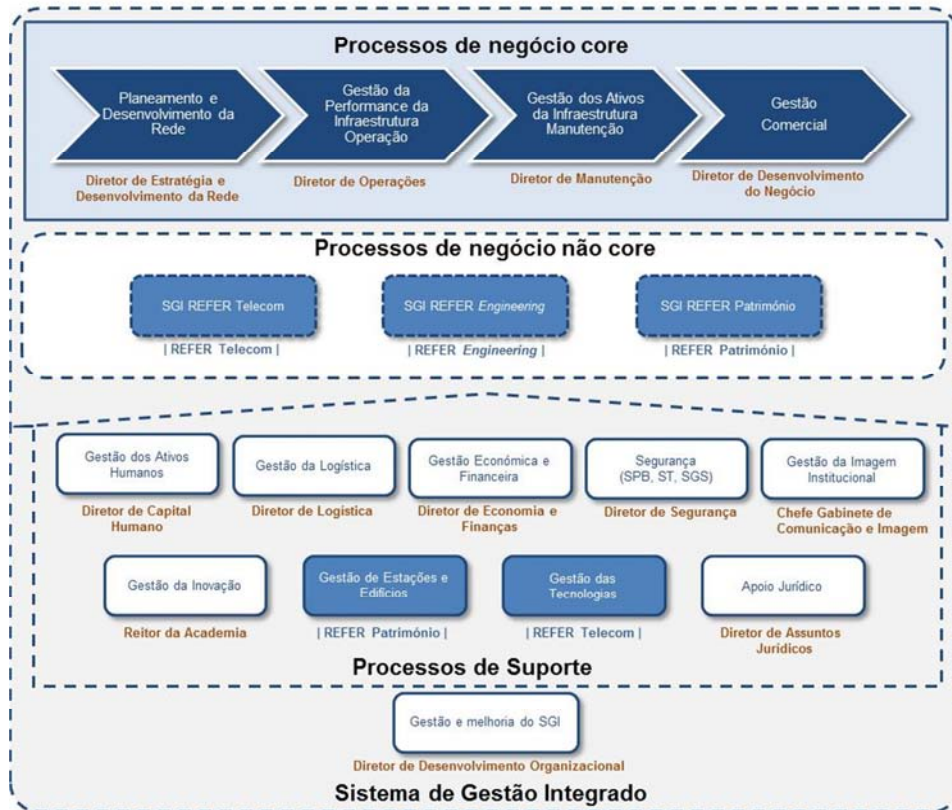 Processos de negócio core
Planeamento e
Desenvolvimento da
Rede
Gestão da
Performance da
Infraestrutura
Operação
Gestão dos Ativos
da Infraestrutura
Manutenção
Gestão
Comercial
Diretor de Estratégia e
Desenvolvimento da Rede
Diretor de Operações
Diretor de Manutenção
Diretor de Desenvolvimento
do Negócio
Processos de negócio não core
SGI REFER Telecom
SGI REFER Engineering
SGI REFER Património
| REFER Telecom |
| REFER Engineering |
| REFER Património |
Gestão dos Ativos
Humanos
Gestão da Logística
Gestão Económica e
Financeira
Segurança
(SPB, ST, SGS)
Gestão da Imagem
Institucional
Diretor de Capital
Humano
Diretor de Logística
Diretor de Economia e
Finanças
Diretor de Segurança
Chefe Gabinete de
Comunicação e Imagem
Gestão da Inovação
Gestão de Estações e
Edifícios
Gestão das
Tecnologias
Apoio Jurídico
Reitor da Academia
| REFER Património |
| REFER Telecom |
Diretor de Assuntos
Jurídicos
Processos de Suporte
Gestão e melhoria do SGI
Diretor de Desenvolvimento Organizacional
Sistema de Gestão Integrado